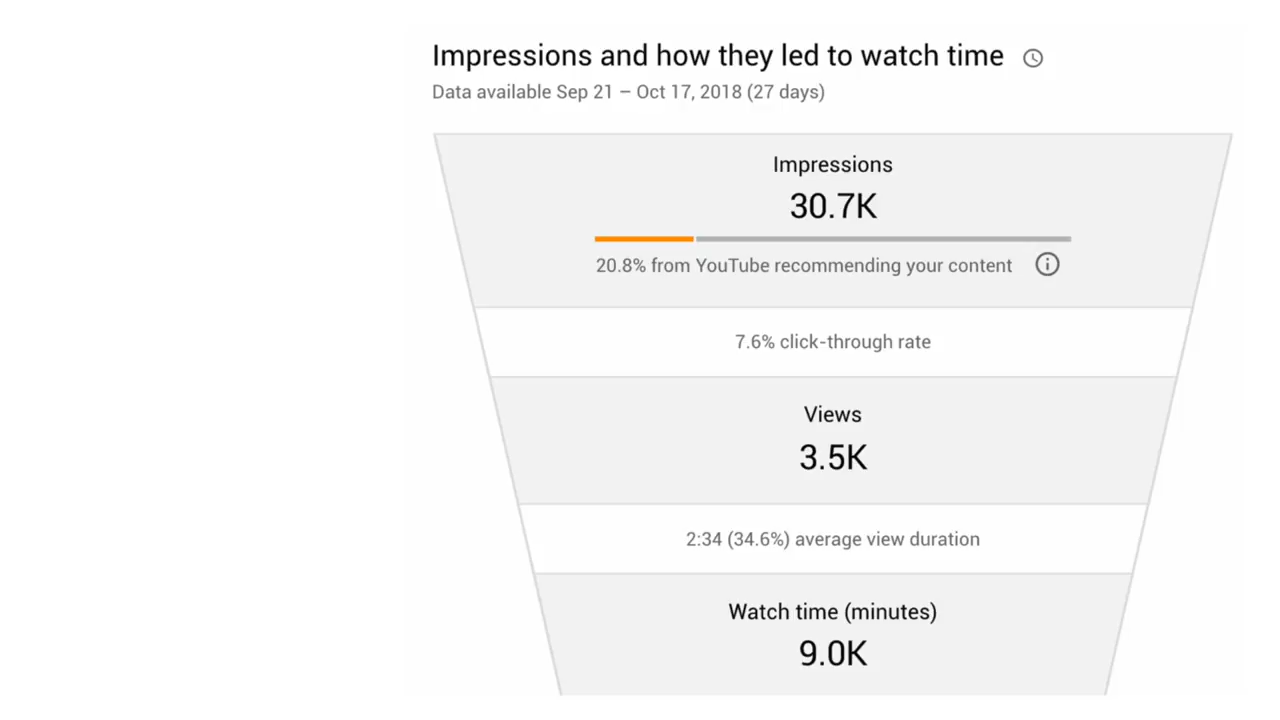 Impressions and how they led to watch time
Data available Sep 21 – Oct 17, 2018 (27 days)
Impressions
30.7K
20.8% from YouTube recommending your content
7.6% click-through rate
Views
3.5K
2:34 (34.6%) average view duration
Watch time (minutes)
9.0K